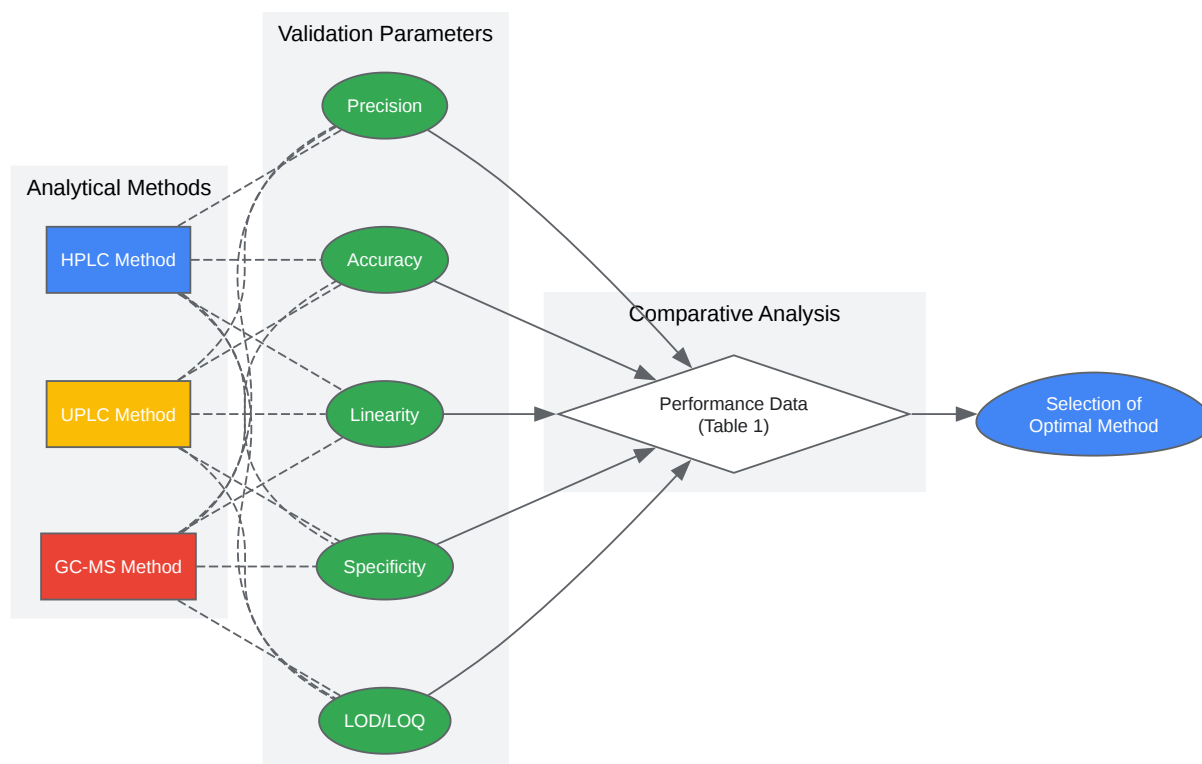 Validation Parameters
Precision
Analytical Methods
HPLC Method
Accuracy
Comparative Analysis
UPLC Method
Linearity
Performance Data
(Table 1)
Selection of
Optimal Method
GC-MS Method
Specificity
LOD/LOQ